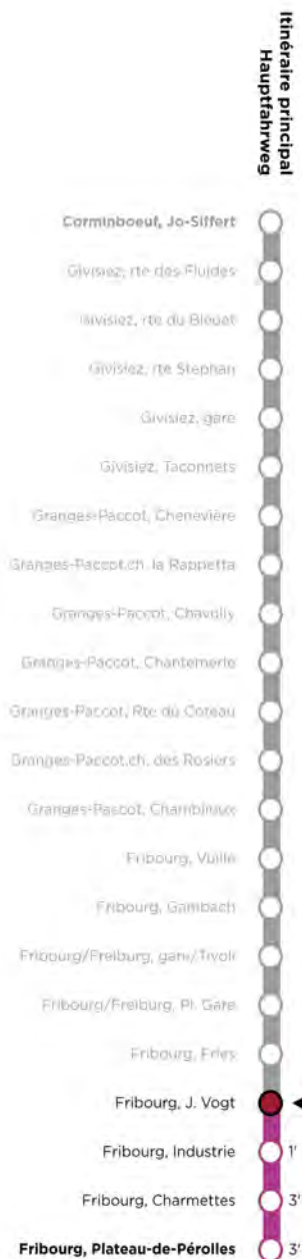 Itinéraire principal
Hauptfahrweg
Corminboeuf, Jo-Siffert
Givisiez, rte des Fluides
Givisiez, rte du Bleuet
Givisiez, rte Stephan
Givisiez, gare
Givisiez, Taconnets
Granges-Paccot, Chenevière
Granges-Paccot,ch. la Rappetta
Granges-Paccot, Chavully
Granges-Paccot, Chantemerle
Granges-Paccot, Rte du Coteau
Granges-Paccot,ch. des Rosiers
Granges-Paccot, Chamblioux
Fribourg, Vuille
Fribourg, Gambach
Fribourg/Freiburg, gare/Tivoli
Fribourg/Freiburg, Pl. Gare
Fribourg, Fries
Fribourg, J. Vogt
Fribourg, Industrie 1'
Fribourg, Charmettes 3'
Fribourg, Plateau-de-Pérolles 3'